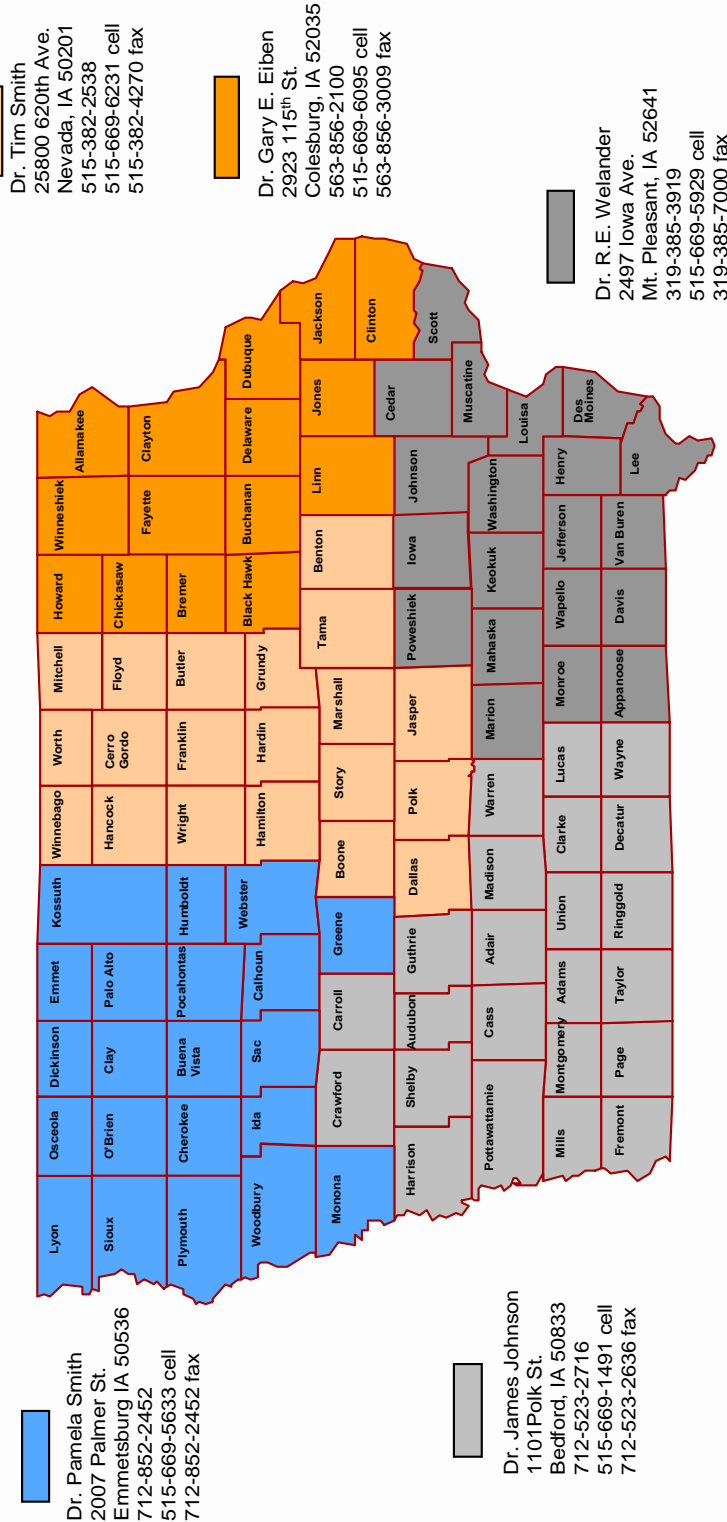 Dr. Tim Smith
25800 620th Ave.
Nevada, IA 50201
515-382-2538
515-669-6231 cell
515-382-4270 fax
Dr. Gary E. Eiben
2923 115th St.
Colesburg, IA 52035
563-856-2100
515-669-6095 cell
563-856-3009 fax
Dr. R.E. Welander
2497 Iowa Ave.
Mt. Pleasant, IA 52641
319-385-3919
515-669-5929 cell
319-385-7000 fax
Dr. Pamela Smith
2007 Palmer St.
Emmetsburg IA 50536
712-852-2452
515-669-5633 cell
712-852-2452 fax
Dr. James Johnson
1101Polk St.
Bedford, IA 50833
712-523-2716
515-669-1491 cell
712-523-2636 fax
Lyon
Osceola
Dickinson
Emmet
Kossuth
Winnebago
Worth
Mitchell
Howard
Winneshiek
Allamakee
Sioux
O'Brien
Clay
Palo Alto
Hancock
Cerro
Gordo
Floyd
Chickasaw
Fayette
Clayton
Plymouth
Cherokee
Buena
Vista
Pocahontas
Humboldt
Wright
Franklin
Butler
Bremer
Woodbury
Ida
Sac
Calhoun
Webster
Hamilton
Hardin
Grundy
Black Hawk
Buchanan
Delaware
Dubuque
Monona
Crawford
Carroll
Greene
Boone
Story
Marshall
Tama
Benton
Linn
Jones
Jackson
Clinton
Harrison
Shelby
Audubon
Guthrie
Dallas
Polk
Jasper
Poweshiek
Iowa
Johnson
Cedar
Scott
Muscatine
Pottawattamie
Cass
Adair
Madison
Warren
Marion
Mahaska
Keokuk
Washington
Louisa
Mills
Montgomery
Adams
Union
Clarke
Lucas
Monroe
Wapello
Jefferson
Henry
Des
Moines
Fremont
Page
Taylor
Ringgold
Decatur
Wayne
Appanoose
Davis
Van Buren
Lee